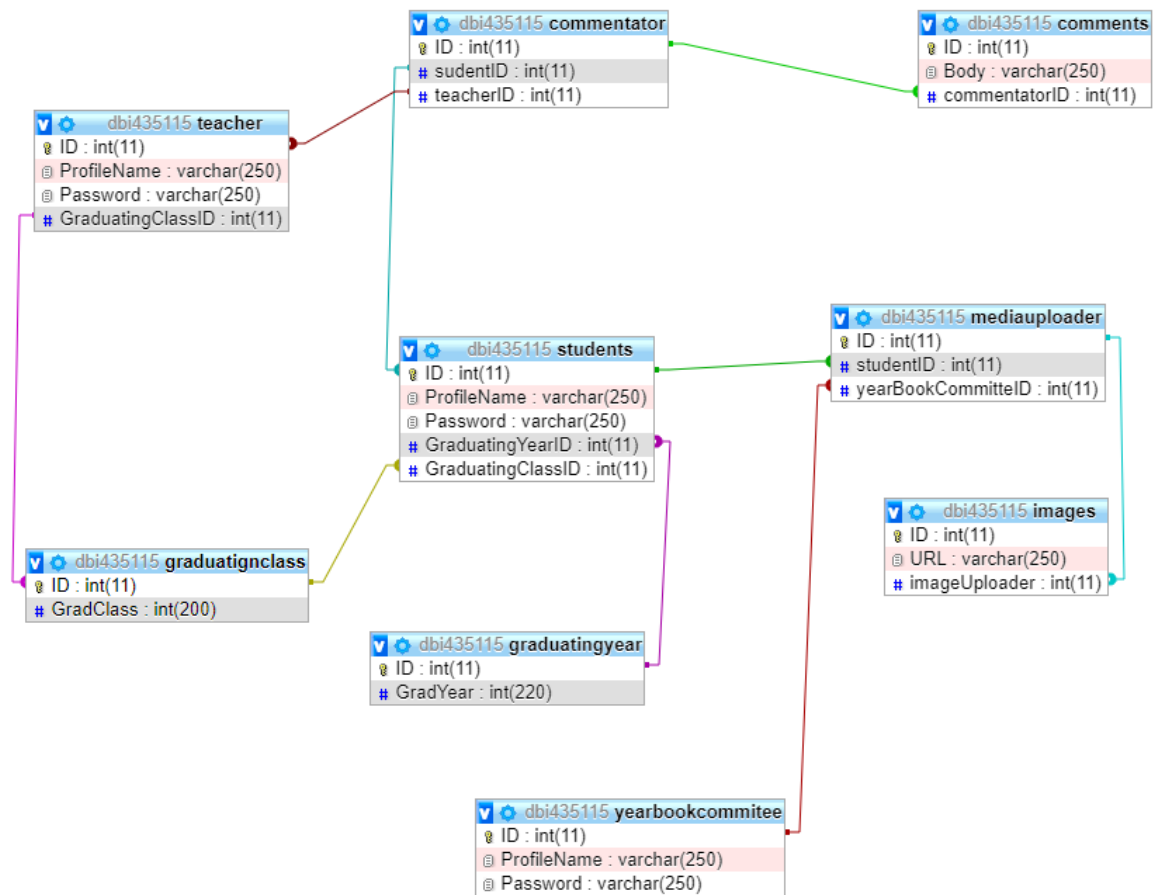 dbi435115 commentator
ID : int(11)
sudentID : int(11)
teacherID : int(11)
dbi435115 comments
ID : int(11)
Body : varchar(250)
commentatorID : int(11)
dbi435115 teacher
ID : int(11)
ProfileName : varchar(250)
Password : varchar(250)
GraduatingClassID : int(11)
dbi435115 students
ID : int(11)
ProfileName : varchar(250)
Password : varchar(250)
GraduatingYearID : int(11)
GraduatingClassID : int(11)
dbi435115 mediauploader
ID : int(11)
studentID : int(11)
yearBookCommitteID : int(11)
dbi435115 images
ID : int(11)
URL : varchar(250)
imageUploader : int(11)
dbi435115 graduatignclass
ID : int(11)
GradClass : int(200)
dbi435115 graduatingyear
ID : int(11)
GradYear : int(220)
dbi435115 yearbookcommitee
ID : int(11)
ProfileName : varchar(250)
Password : varchar(250)